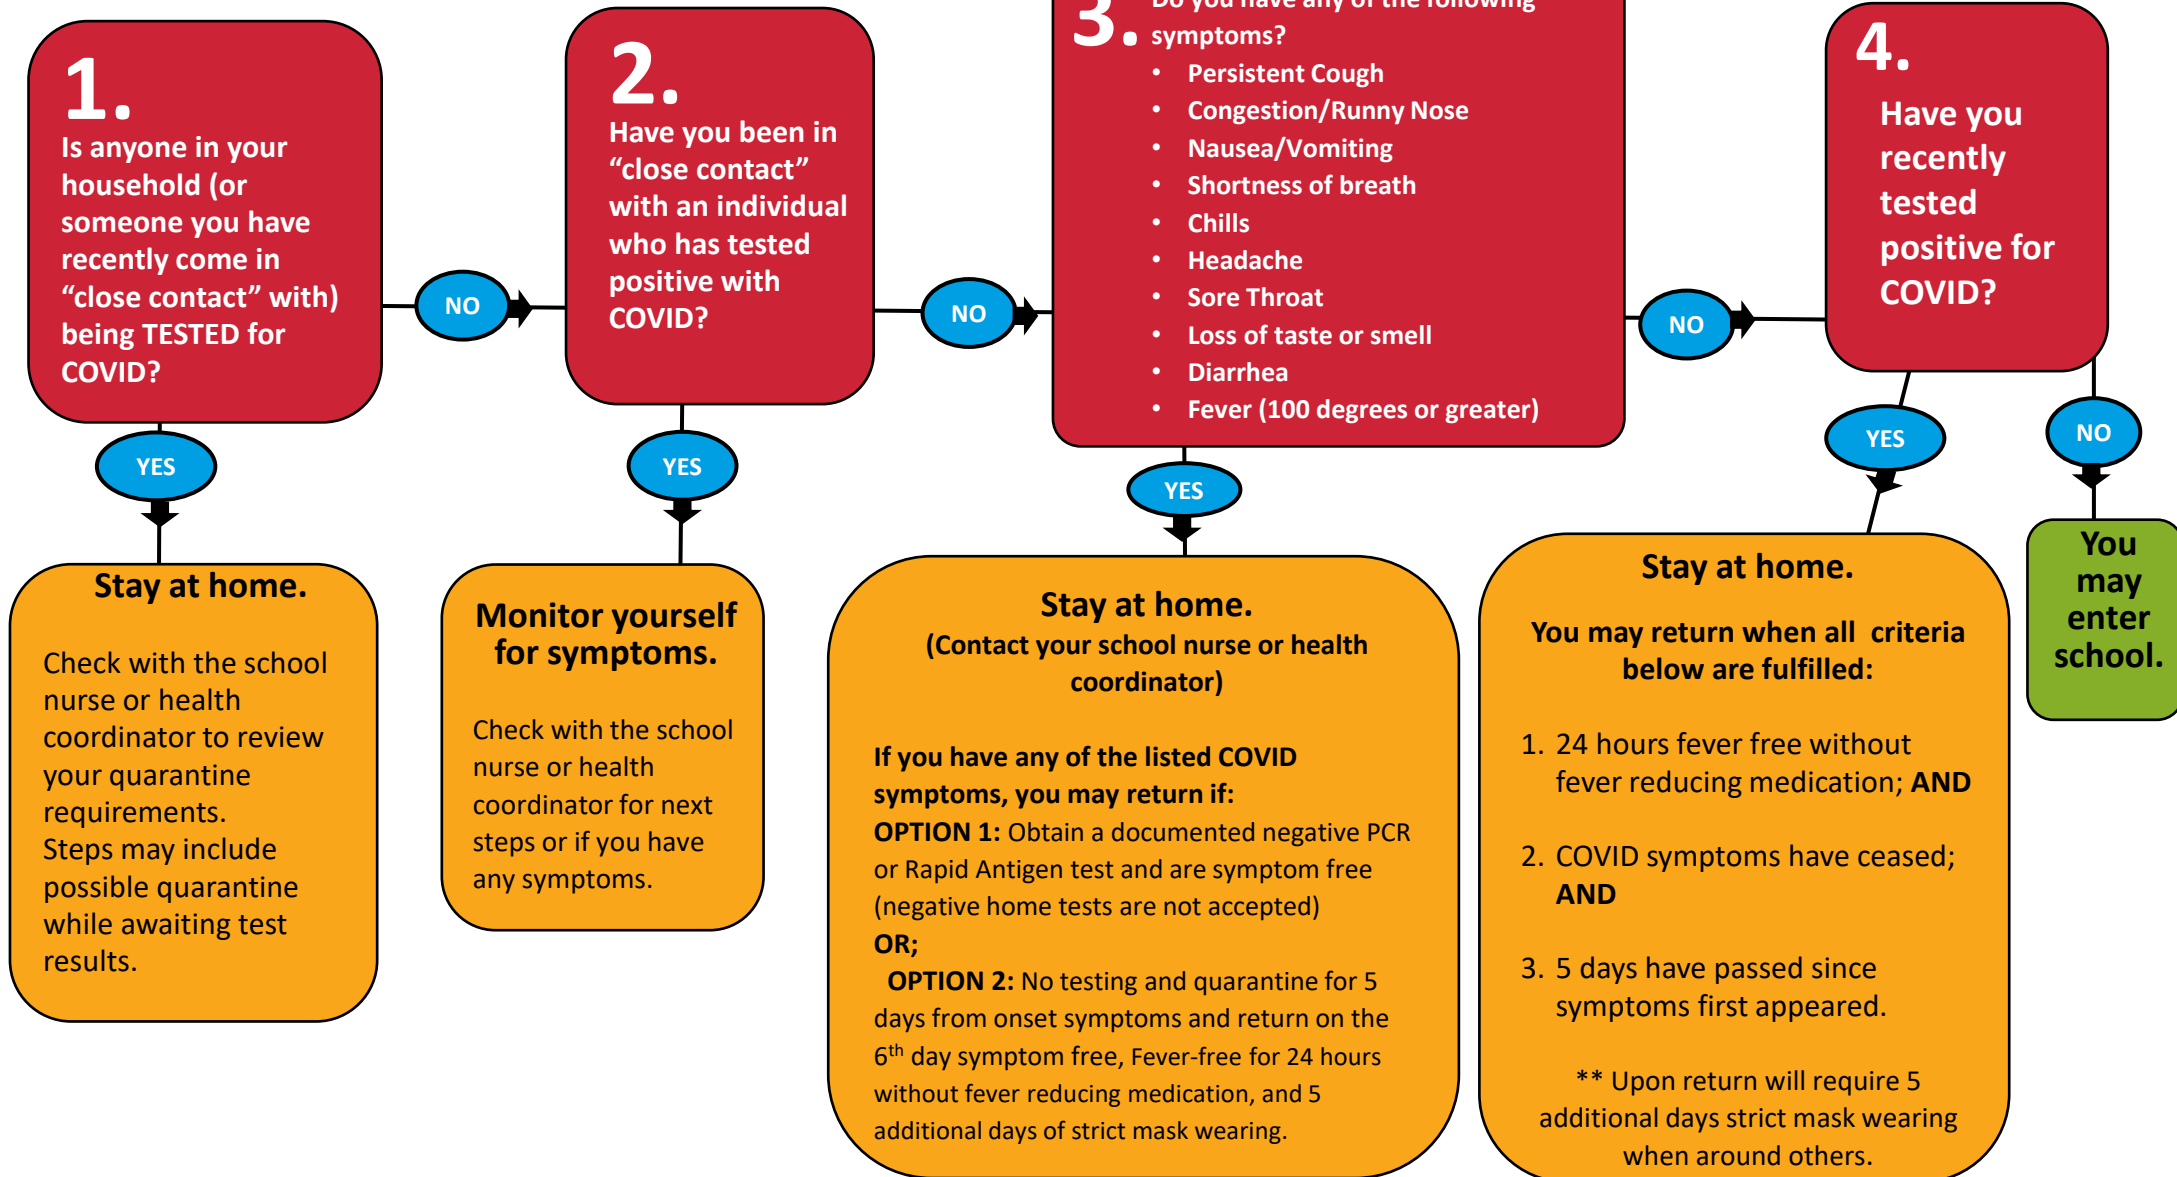 1.
Is anyone in your
household (or
someone you have
recently come in
“close contact” with)
being TESTED for
COVID?
NO
YES
Stay at home.
Check with the school
nurse or health
coordinator to review
your quarantine
requirements.
Steps may include
possible quarantine
while awaiting test
results.
2.
Have you been in
“close contact”
with an individual
who has tested
positive with
COVID?
NO
YES
Monitor yourself
for symptoms.
Check with the school
nurse or health
coordinator for next
steps or if you have
any symptoms.
3.
Do you have any of the following
symptoms?
• Persistent Cough
• Congestion/Runny Nose
• Nausea/Vomiting
• Shortness of breath
• Chills
• Headache
• Sore Throat
• Loss of taste or smell
• Diarrhea
• Fever (100 degrees or greater)
NO
YES
Stay at home.
(Contact your school nurse or health
coordinator)
If you have any of the listed COVID
symptoms, you may return if:
OPTION 1: Obtain a documented negative PCR
or Rapid Antigen test and are symptom free
(negative home tests are not accepted)
OR;
OPTION 2: No testing and quarantine for 5
days from onset symptoms and return on the
6th day symptom free, Fever-free for 24 hours
without fever reducing medication, and 5
additional days of strict mask wearing.
4.
Have you
recently
tested
positive for
COVID?
YES
NO
Stay at home.
You may return when all criteria
below are fulfilled:
1. 24 hours fever free without
fever reducing medication; AND
2. COVID symptoms have ceased;
AND
3. 5 days have passed since
symptoms first appeared.
** Upon return will require 5
additional days strict mask wearing
when around others.
You
may
enter
school.